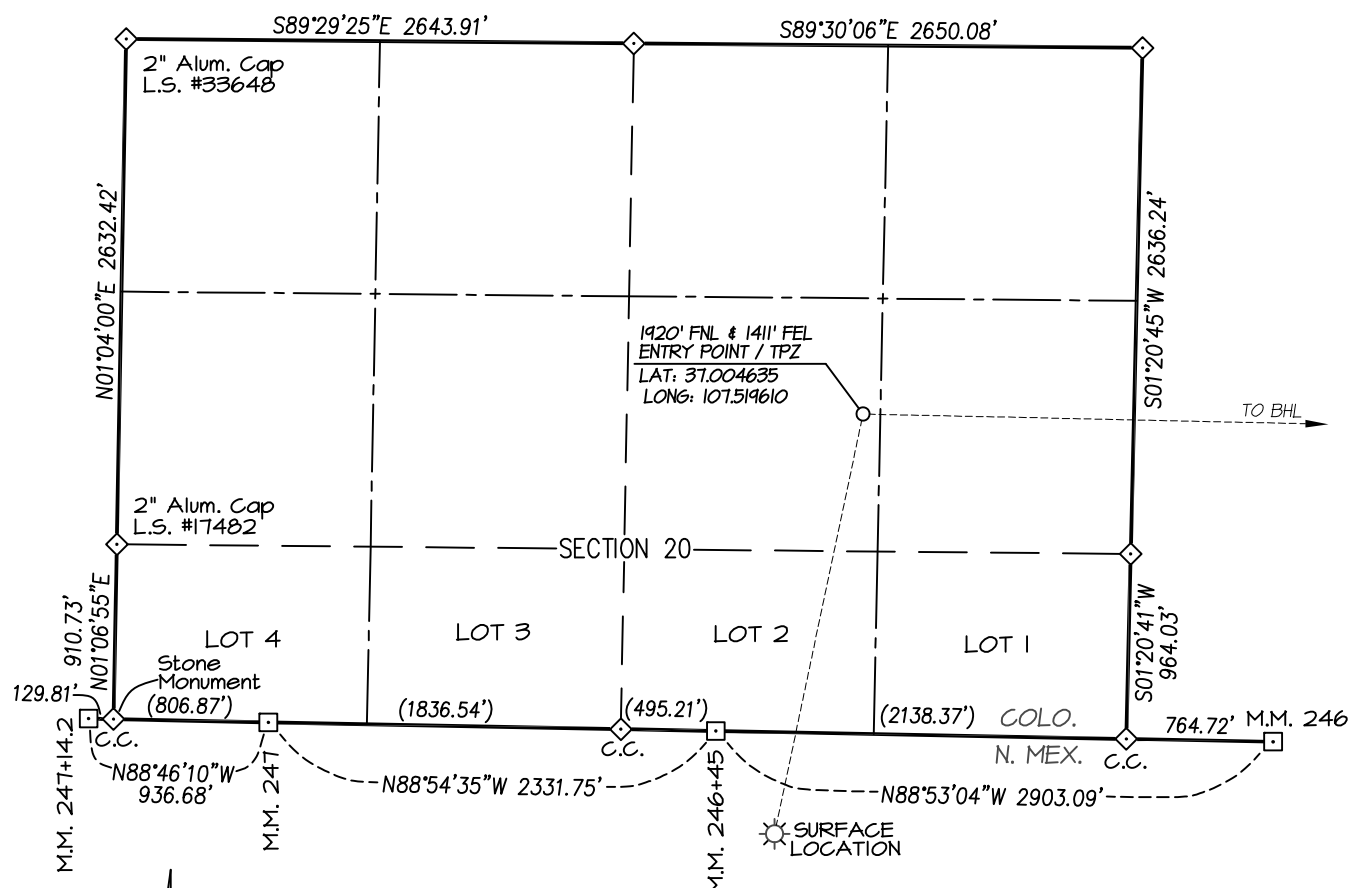 S89°29'25"E 2643.91'
S89°30'06"E 2650.08'
2" Alum. Cap
L.S. #33648
N01°04'00"E 2632.42'
S01°20'45"W 2636.24'
1920' FNL & 1411' FEL
ENTRY POINT / TPZ
LAT: 37.004635
LONG: 107.519610
TO BHL
2" Alum. Cap
L.S. #17482
SECTION 20
910.73'
N01°06'55"E
S01°20'41"W
964.03'
LOT 4
LOT 3
LOT 2
LOT 1
Stone
Monument
129.81'
(806.87')
(1836.54')
(495.21')
(2138.37')
COLO.
764.72'
M.M. 246
M.M. 247+14.2
C.C.
C.C.
N. MEX.
C.C.
N88°46'10"W
936.68'
M.M. 247
N88°54'35"W 2331.75'
M.M. 246+45
N88°53'04"W 2903.09'
SURFACE
LOCATION